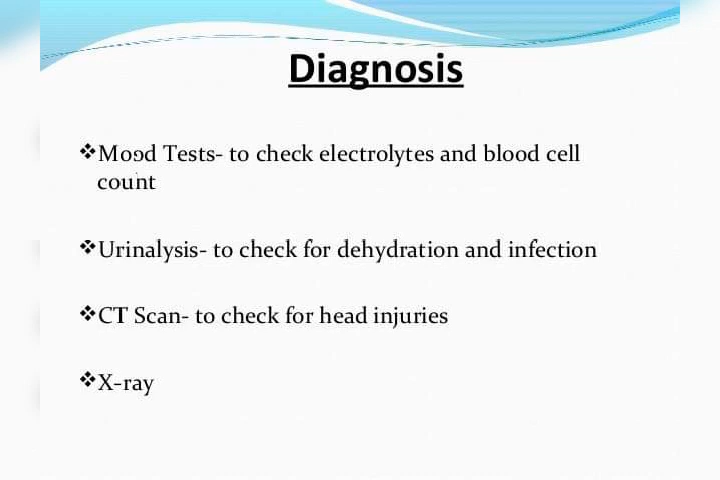 Diagnosis
❖Mood Tests- to check electrolytes and blood cell
count
❖Urinalysis- to check for dehydration and infection
❖CT Scan- to check for head injuries
❖X-ray